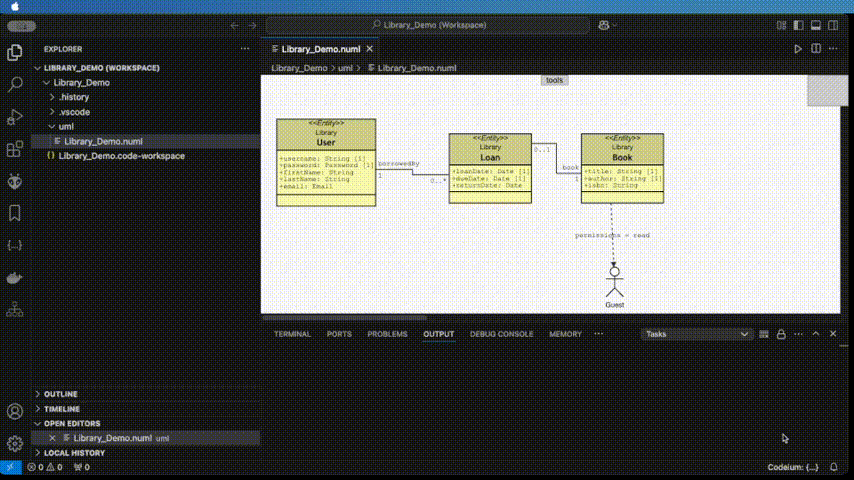 Library_Demo (Workspace)
EXPLORER
Library_Demo.numl
LIBRARY_DEMO (WORKSPACE)
Library_Demo > uml > Library_Demo.numl
Library_Demo
.history
.vscode
uml
Library_Demo.numl
Library_Demo.code-workspace
tools
<<Entity>>
Library
User
+username: String [1]
+password: Password [1]
+firstName: String
+lastName: String
+email: Email
borrowedBy
1
0..*
<<Entity>>
Library
Loan
+loanDate: Date [1]
+dueDate: Date [1]
+returnDate: Date
0..1
book
1
<<Entity>>
Library
Book
+title: String [1]
+author: String [1]
+isbn: String
permissions = read
Guest
TERMINAL PORTS PROBLEMS OUTPUT DEBUG CONSOLE MEMORY ... Tasks
OUTLINE
TIMELINE
OPEN EDITORS
Library_Demo.numl uml
LOCAL HISTORY
0 0 0 Codeium: {...}